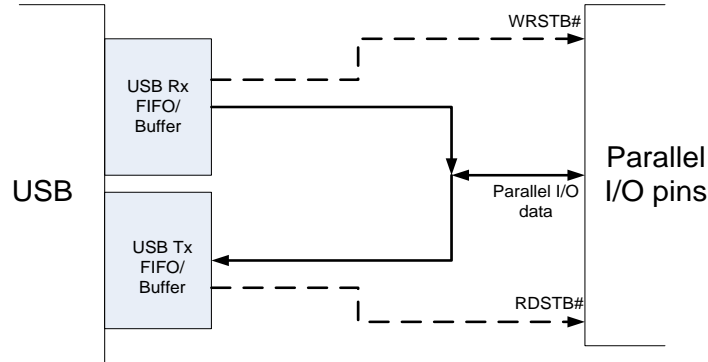 WRSTB#
USB Rx
FIFO/
Buffer
USB
Parallel I/O
data
Parallel
I/O pins
USB Tx
FIFO/
Buffer
RDSTB#